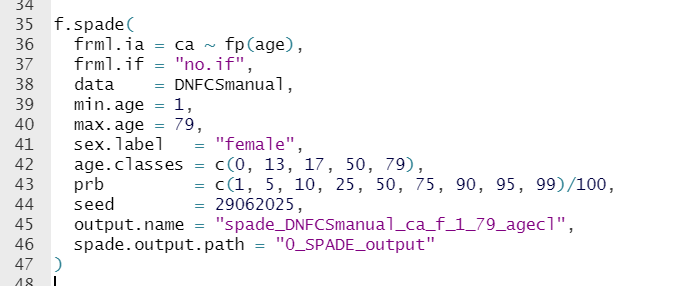 34
35 f.spade(
36   frml.ia = ca ~ fp(age),
37   frml.if = "no.if",
38   data    = DNFCSmanual,
39   min.age = 1,
40   max.age = 79,
41   sex.label   = "female",
42   age.classes = c(0, 13, 17, 50, 79),
43   prb         = c(1, 5, 10, 25, 50, 75, 90, 95, 99)/100,
44   seed        = 29062025,
45   output.name = "spade_DNFCSmanual_ca_f_1_79_agecl",
46   spade.output.path = "0_SPADE_output"
47 )
48